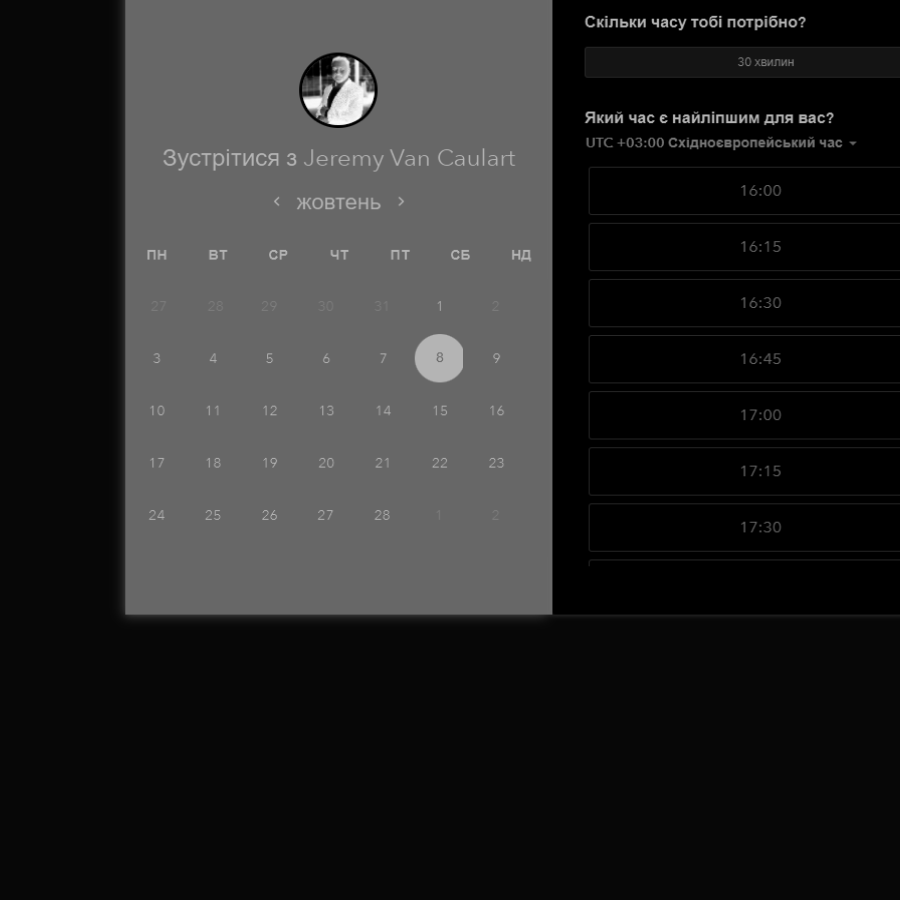 Зустрітися з Jeremy Van Caulart
жовтень
ПН ВТ СР ЧТ ПТ СБ НД
27 28 29 30 31 1 2
3 4 5 6 7 8 9
10 11 12 13 14 15 16
17 18 19 20 21 22 23
24 25 26 27 28 1 2
Скільки часу тобі потрібно?
30 хвилин
Який час є найліпшим для вас?
UTC +03:00 Східноєвропейський час
16:00
16:15
16:30
16:45
17:00
17:15
17:30